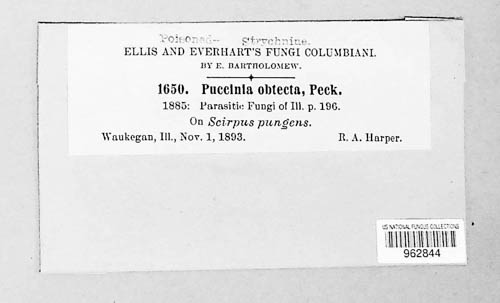 Poisoned- Strychnine.
ELLIS AND EVERHART'S FUNGI COLUMBIANI.
BY E. BARTHOLOMEW.
1650. Puccinia obtecta, Peck.
1885: Parasitic Fungi of Ill. p. 196.
On Scirpus pungens.
Waukegan, Ill., Nov. 1, 1893. R. A. Harper.
US NATIONAL FUNGUS COLLECTIONS
962844